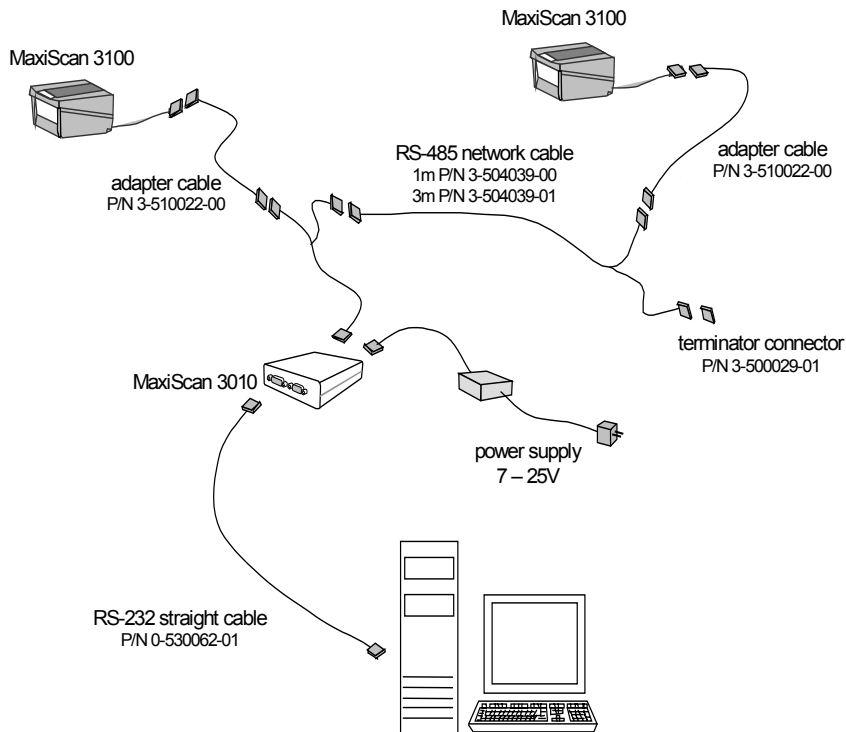 MaxiScan 3100
MaxiScan 3100
RS-485 network cable
1m P/N 3-504039-00
3m P/N 3-504039-01
adapter cable
P/N 3-510022-00
adapter cable
P/N 3-510022-00
terminator connector
P/N 3-500029-01
MaxiScan 3010
power supply
7 – 25V
RS-232 straight cable
P/N 0-530062-01